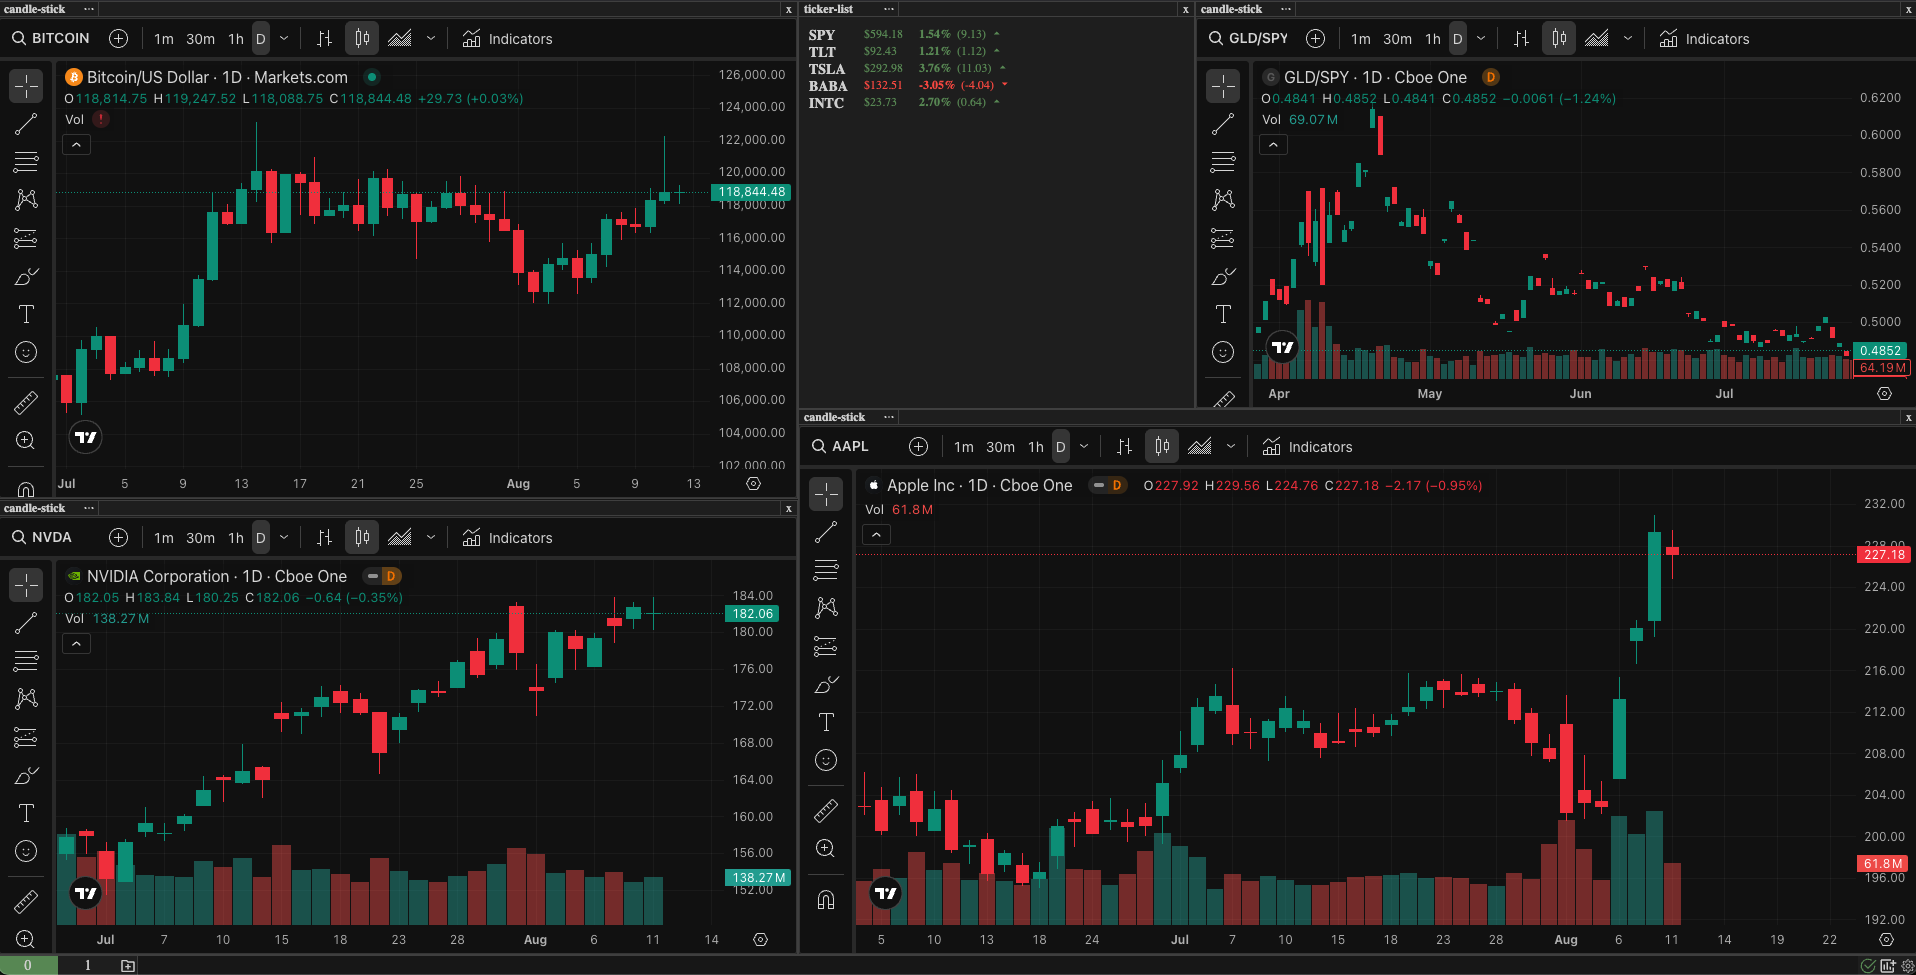 candle-stick ··· x
BITCOIN 1m 30m 1h D Indicators
Bitcoin/US Dollar · 1D · Markets.com
O118,814.75 H119,247.52 L118,088.75 C118,844.48 +29.73 (+0.03%)
Vol !
126,000.00
124,000.00
122,000.00
120,000.00
118,844.48
118,000.00
116,000.00
114,000.00
112,000.00
110,000.00
108,000.00
106,000.00
104,000.00
102,000.00
Jul 5 9 13 17 21 25 Aug 5 9 13
ticker-list ··· x
SPY $594.18 1.54% (9.13)
TLT $92.43 1.21% (1.12)
TSLA $292.98 3.76% (11.03)
BABA $132.51 -3.05% (-4.04)
INTC $23.73 2.70% (0.64)
candle-stick ··· x
GLD/SPY 1m 30m 1h D Indicators
G GLD/SPY · 1D · Cboe One D
O0.4841 H0.4852 L0.4841 C0.4852 −0.0061 (−1.24%)
Vol 69.07M
0.6200
0.6000
0.5800
0.5600
0.5400
0.5200
0.5000
0.4852
64.19M
Apr May Jun Jul
candle-stick ··· x
NVDA 1m 30m 1h D Indicators
NVIDIA Corporation · 1D · Cboe One D
O182.05 H183.84 L180.25 C182.06 −0.64 (−0.35%)
Vol 138.27M
184.00
182.06
180.00
176.00
172.00
168.00
164.00
160.00
156.00
138.27M
152.00
Jul 7 10 15 18 23 28 Aug 6 11 14
candle-stick ··· x
AAPL 1m 30m 1h D Indicators
Apple Inc · 1D · Cboe One D O227.92 H229.56 L224.76 C227.18 −2.17 (−0.95%)
Vol 61.8M
232.00
228.00
227.18
224.00
220.00
216.00
212.00
208.00
204.00
200.00
61.8M
196.00
192.00
5 10 13 18 24 Jul 7 10 15 18 23 28 Aug 6 11 14 19 22
0 1